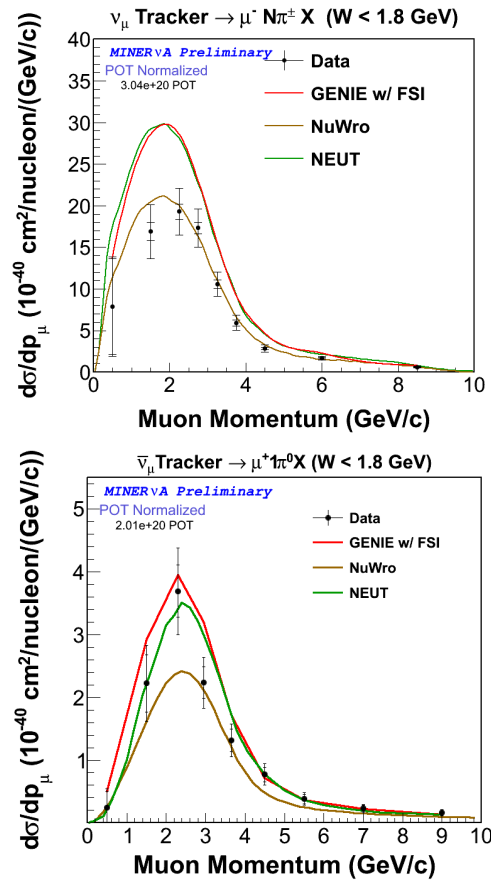 ν_μ Tracker → μ⁻ Nπ^± X (W < 1.8 GeV)
MINERνA Preliminary
POT Normalized
3.04e+20 POT
Data
GENIE w/ FSI
NuWro
NEUT
40
35
30
25
20
15
10
5
0
dσ/dp_μ (10⁻⁴⁰ cm²/nucleon/(GeV/c))
0 2 4 6 8 10
Muon Momentum (GeV/c)
ν̄_μ Tracker → μ⁺1π⁰X (W < 1.8 GeV)
MINERνA Preliminary
POT Normalized
2.01e+20 POT
Data
GENIE w/ FSI
NuWro
NEUT
5
4
3
2
1
0
dσ/dp_μ (10⁻⁴⁰ cm²/nucleon/(GeV/c))
0 1 2 3 4 5 6 7 8 9 10
Muon Momentum (GeV/c)